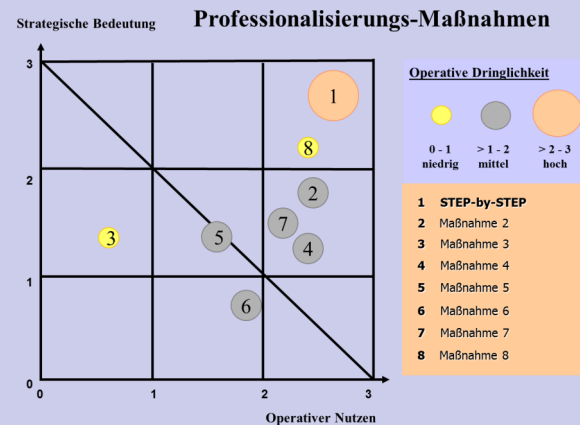 Professionalisierungs-Maßnahmen
Strategische Bedeutung
3
2
1
0
0
1
2
3
Operativer Nutzen
1
8
2
7
3
5
4
6
Operative Dringlichkeit
0 - 1
niedrig
> 1 - 2
mittel
> 2 - 3
hoch
1 STEP-by-STEP
2 Maßnahme 2
3 Maßnahme 3
4 Maßnahme 4
5 Maßnahme 5
6 Maßnahme 6
7 Maßnahme 7
8 Maßnahme 8